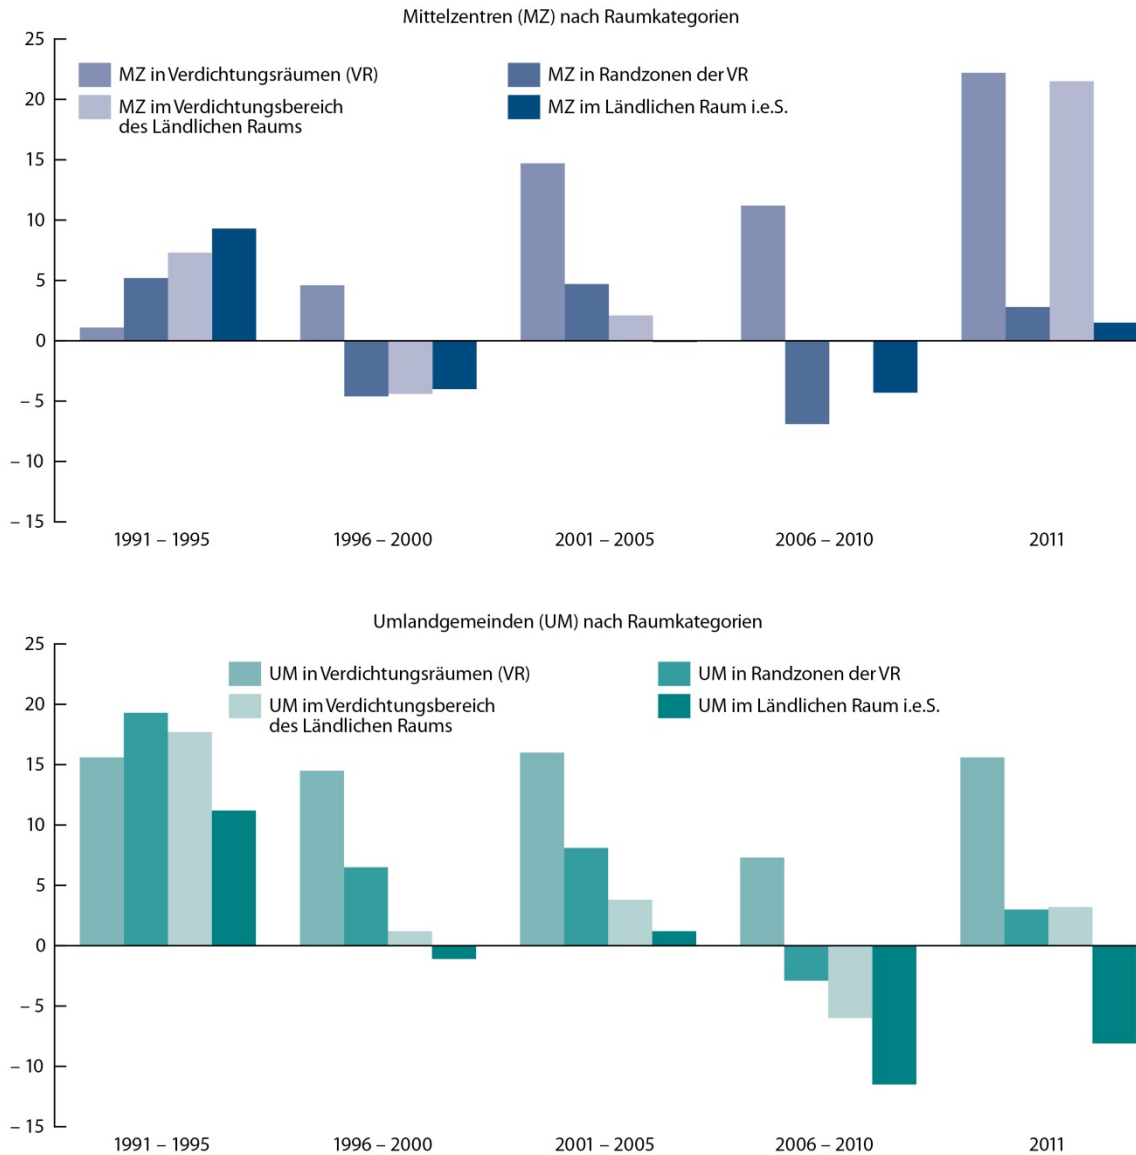 Mittelzentren (MZ) nach Raumkategorien
25
20
15
10
5
0
– 5
– 10
– 15
MZ in Verdichtungsräumen (VR)
MZ in Randzonen der VR
MZ im Verdichtungsbereich
des Ländlichen Raums
MZ im Ländlichen Raum i.e.S.
1991 – 1995
1996 – 2000
2001 – 2005
2006 – 2010
2011
Umlandgemeinden (UM) nach Raumkategorien
25
20
15
10
5
0
– 5
– 10
– 15
UM in Verdichtungsräumen (VR)
UM in Randzonen der VR
UM im Verdichtungsbereich
des Ländlichen Raums
UM im Ländlichen Raum i.e.S.
1991 – 1995
1996 – 2000
2001 – 2005
2006 – 2010
2011